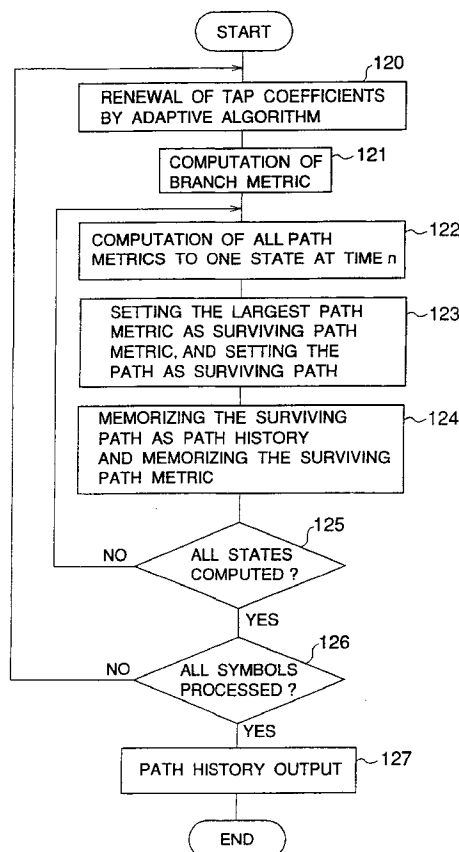 START
120
RENEWAL OF TAP COEFFICIENTS
BY ADAPTIVE ALGORITHM
121
COMPUTATION OF
BRANCH METRIC
122
COMPUTATION OF ALL PATH
METRICS TO ONE STATE AT TIME n
123
SETTING THE LARGEST PATH
METRIC AS SURVIVING PATH
METRIC, AND SETTING THE
PATH AS SURVIVING PATH
124
MEMORIZING THE SURVIVING
PATH AS PATH HISTORY
AND MEMORIZING THE SURVIVING
PATH METRIC
125
NO
ALL STATES
COMPUTED ?
YES
126
NO
ALL SYMBOLS
PROCESSED ?
YES
PATH HISTORY OUTPUT
127
END